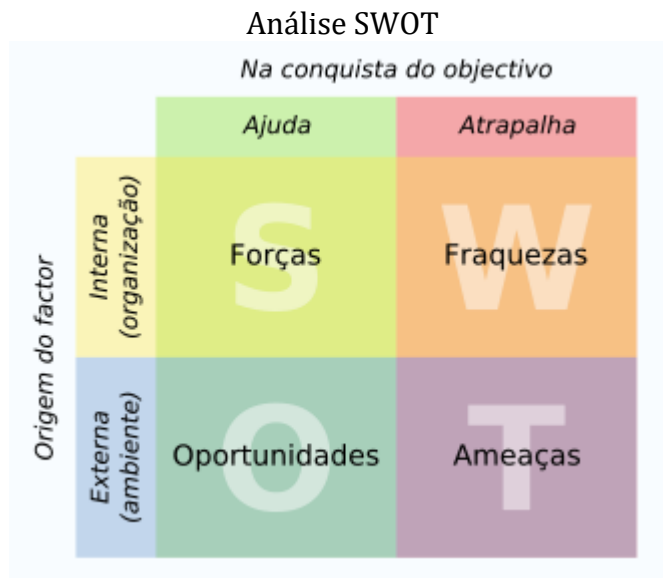 Análise SWOT
Na conquista do objectivo
Ajuda
Atrapalha
Origem do factor
Interna
(organização)
S
Forças
W
Fraquezas
Externa
(ambiente)
O
Oportunidades
T
Ameaças